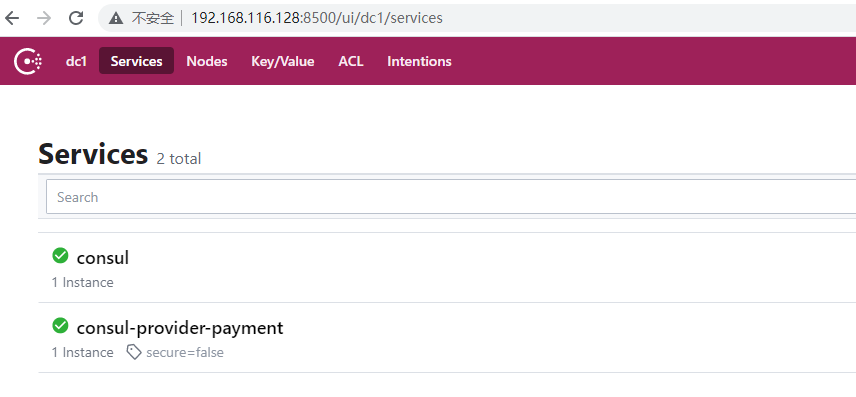 不安全 192.168.116.128:8500/ui/dc1/services
dc1 Services Nodes Key/Value ACL Intentions
Services 2 total
Search
consul
1 Instance
consul-provider-payment
1 Instance secure=false